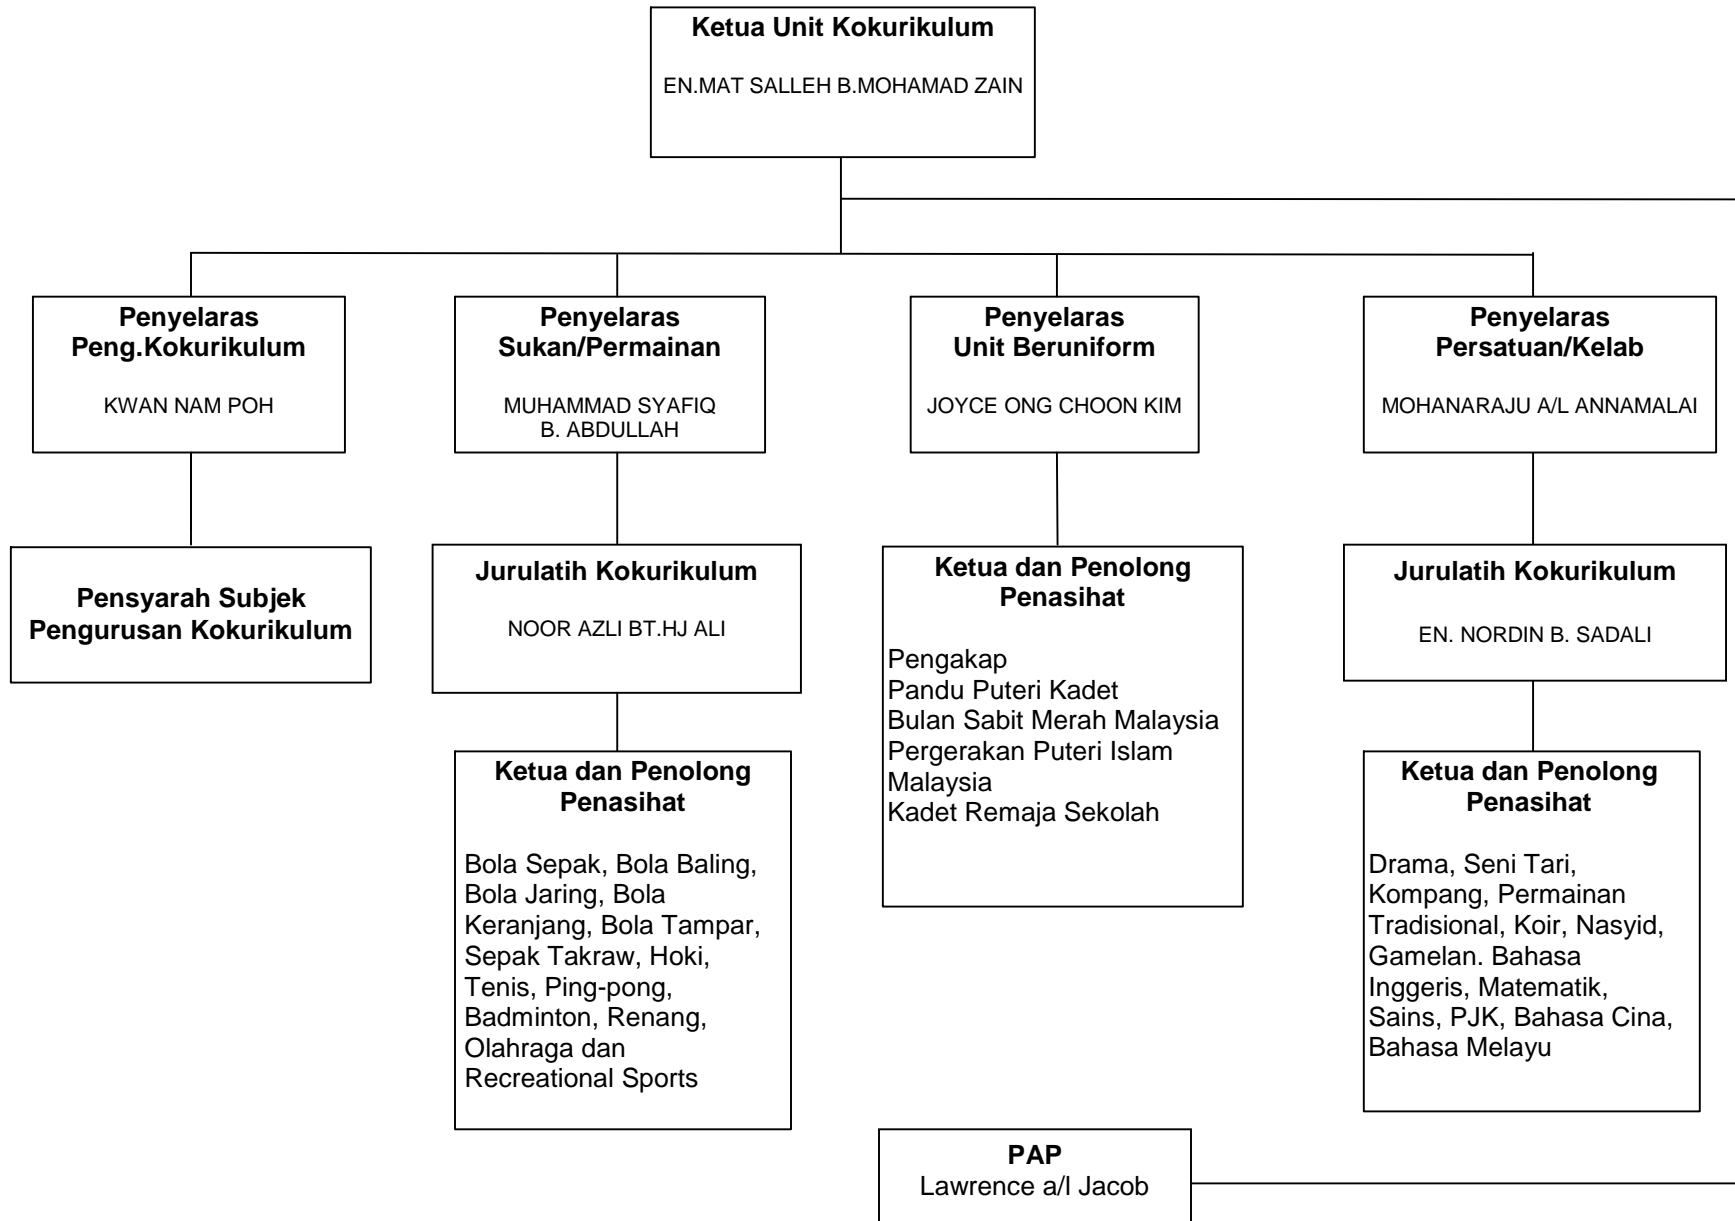 Ketua Unit Kokurikulum
EN.MAT SALLEH B.MOHAMAD ZAIN
Penyelaras
Peng.Kokurikulum
KWAN NAM POH
Penyelaras
Sukan/Permainan
MUHAMMAD SYAFIQ
B. ABDULLAH
Penyelaras
Unit Beruniform
JOYCE ONG CHOON KIM
Penyelaras
Persatuan/Kelab
MOHANARAJU A/L ANNAMALAI
Pensyarah Subjek
Pengurusan Kokurikulum
Jurulatih Kokurikulum
NOOR AZLI BT.HJ ALI
Ketua dan Penolong
Penasihat
Pengakap
Pandu Puteri Kadet
Bulan Sabit Merah Malaysia
Pergerakan Puteri Islam
Malaysia
Kadet Remaja Sekolah
Jurulatih Kokurikulum
EN. NORDIN B. SADALI
Ketua dan Penolong
Penasihat
Bola Sepak, Bola Baling,
Bola Jaring, Bola
Keranjang, Bola Tampar,
Sepak Takraw, Hoki,
Tenis, Ping-pong,
Badminton, Renang,
Olahraga dan
Recreational Sports
Ketua dan Penolong
Penasihat
Drama, Seni Tari,
Kompang, Permainan
Tradisional, Koir, Nasyid,
Gamelan. Bahasa
Inggeris, Matematik,
Sains, PJK, Bahasa Cina,
Bahasa Melayu
PAP
Lawrence a/l Jacob